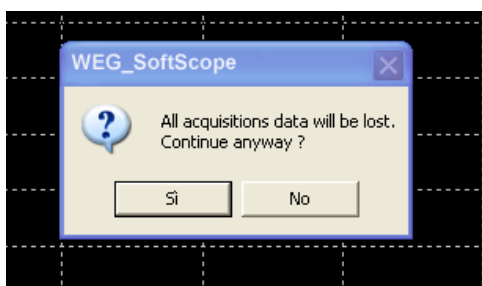 WEG_SoftScope
All acquisitions data will be lost.
Continue anyway ?
Sì
No